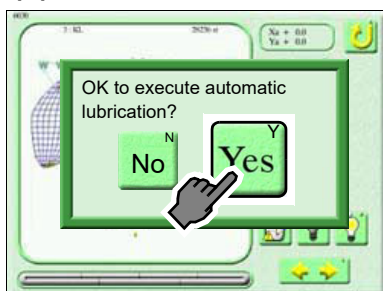 Xa + 0.0
Ya + 0.0
OK to execute automatic
lubrication?
N
No
Y
Yes